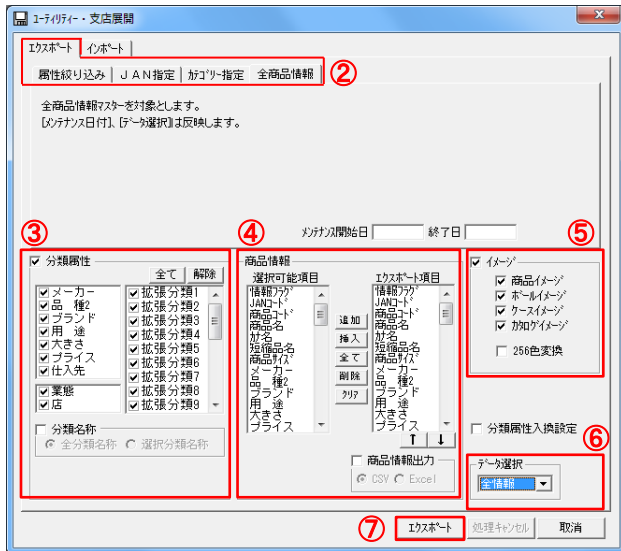 ﾕｰﾃｨﾘﾃｨｰ・支店展開
X
ｴｸｽﾎﾟｰﾄ ｲﾝﾎﾟｰﾄ
属性絞り込み ＪＡＮ指定 ｶﾃｺﾞﾘｰ指定 全商品情報 ②
全商品情報ﾏｽﾀｰを対象とします。
[ﾒﾝﾃﾅﾝｽ日付]、[ﾃﾞｰﾀ選択]は反映します。
ﾒﾝﾃﾅﾝｽ開始日 終了日
③
分類属性
全て 解除
メーカー
品　種2
ブランド
用　途
大きさ
プライス
仕入先
業態
店
拡張分類1
拡張分類2
拡張分類3
拡張分類4
拡張分類5
拡張分類6
拡張分類7
拡張分類8
拡張分類9
分類名称
全分類名称 選択分類名称
④
商品情報
選択可能項目
情報ﾌﾗｸﾞ
JANｺｰﾄﾞ
商品ｺｰﾄﾞ
商品名
ｶﾅ名
短縮品名
商品ｻｲｽﾞ
メーカー
品　種2
ブランド
用　途
大きさ
プライス
追加
挿入
全て
削除
ｸﾘｱ
ｴｸｽﾎﾟｰﾄ項目
情報ﾌﾗｸﾞ
JANｺｰﾄﾞ
商品ｺｰﾄﾞ
商品名
ｶﾅ名
短縮品名
商品ｻｲｽﾞ
メーカー
品　種2
ブランド
用　途
大きさ
プライス
↑ ↓
商品情報出力
CSV Excel
⑤
ｲﾒｰｼﾞ
商品ｲﾒｰｼﾞ
ﾎﾞｰﾙｲﾒｰｼﾞ
ｹｰｽｲﾒｰｼﾞ
ｶﾀﾛｸﾞｲﾒｰｼﾞ
256色変換
分類属性入換設定
⑥
ﾃﾞｰﾀ選択
全情報
⑦ ｴｸｽﾎﾟｰﾄ 処理ｷｬﾝｾﾙ 取消